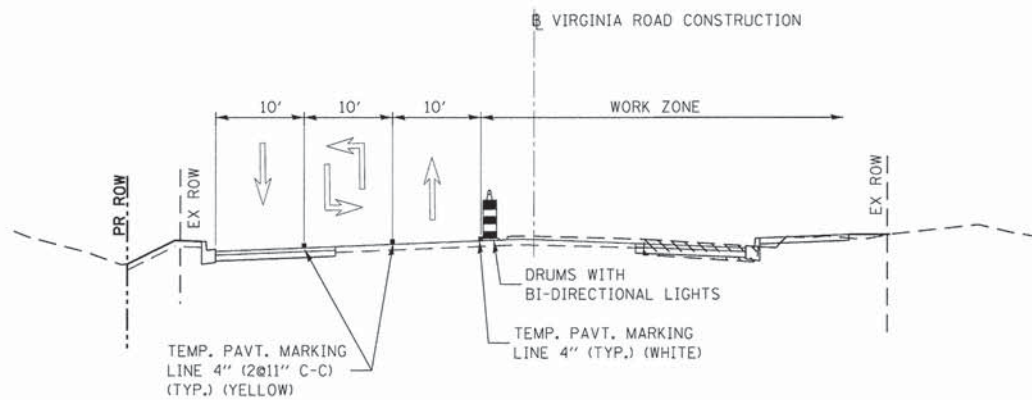 ℄ VIRGINIA ROAD CONSTRUCTION
10'
10'
10'
WORK ZONE
PR ROW
EX ROW
EX ROW
DRUMS WITH
BI-DIRECTIONAL LIGHTS
TEMP. PAVT. MARKING
LINE 4" (TYP.) (WHITE)
TEMP. PAVT. MARKING
LINE 4" (2@11" C-C)
(TYP.) (YELLOW)